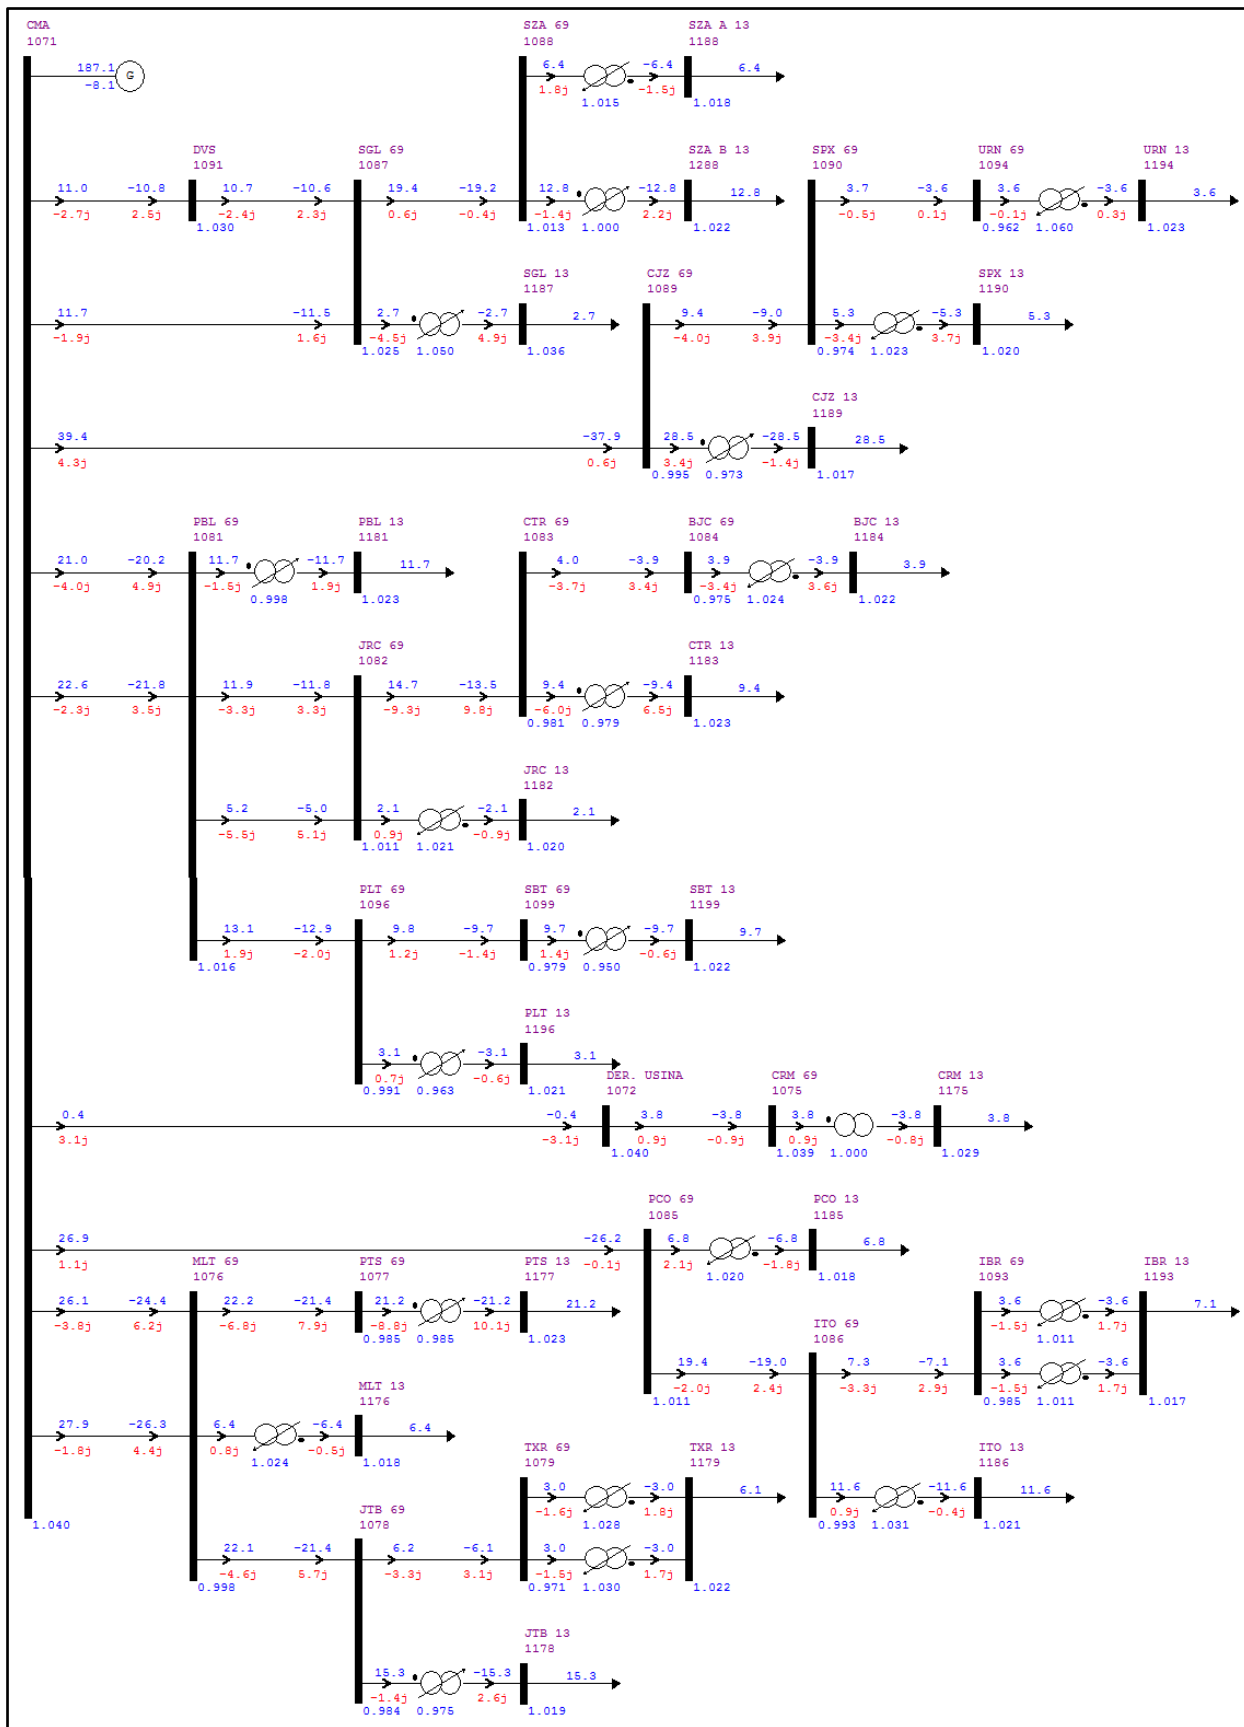 CMA SZA 69 SZA A 13
1071 1088 1188
187.1 G 6.4 -6.4 6.4
-8.1 1.8j -1.5j
1.015 1.018
DVS SGL 69 SZA B 13 SPX 69 URN 69 URN 13
1091 1087 1288 1090 1094 1194
11.0 -10.8 10.7 -10.6 19.4 -19.2 12.8 -12.8 12.8 3.7 -3.6 3.6 -3.6 3.6
-2.7j 2.5j -2.4j 2.3j 0.6j -0.4j -1.4j 2.2j -0.5j 0.1j -0.1j 0.3j
1.030 1.013 1.000 1.022 0.962 1.060 1.023
SGL 13 CJZ 69 SPX 13
1187 1089 1190
11.7 -11.5 2.7 -2.7 2.7 9.4 -9.0 5.3 -5.3 5.3
-1.9j 1.6j -4.5j 4.9j -4.0j 3.9j -3.4j 3.7j
1.025 1.050 1.036 0.974 1.023 1.020
CJZ 13
1189
39.4 -37.9 28.5 -28.5 28.5
4.3j 0.6j 3.4j -1.4j
0.995 0.973 1.017
PBL 69 PBL 13 CTR 69 BJC 69 BJC 13
1081 1181 1083 1084 1184
21.0 -20.2 11.7 -11.7 11.7 4.0 -3.9 3.9 -3.9 3.9
-4.0j 4.9j -1.5j 1.9j -3.7j 3.4j -3.4j 3.6j
0.998 1.023 0.975 1.024 1.022
JRC 69 CTR 13
1082 1183
22.6 -21.8 11.9 -11.8 14.7 -13.5 9.4 -9.4 9.4
-2.3j 3.5j -3.3j 3.3j -9.3j 9.8j -6.0j 6.5j
0.981 0.979 1.023
JRC 13
1182
5.2 -5.0 2.1 -2.1 2.1
-5.5j 5.1j 0.9j -0.9j
1.011 1.021 1.020
PLT 69 SBT 69 SBT 13
1096 1099 1199
13.1 -12.9 9.8 -9.7 9.7 -9.7 9.7
1.9j -2.0j 1.2j -1.4j 1.4j -0.6j
1.016 0.979 0.950 1.022
PLT 13
1196
3.1 -3.1 3.1
0.7j -0.6j
0.991 0.963 1.021
DER. USINA CRM 69 CRM 13
1072 1075 1175
0.4 -0.4 3.8 -3.8 3.8 -3.8 3.8
3.1j -3.1j 0.9j -0.9j 0.9j -0.8j
1.040 1.039 1.000 1.029
PCO 69 PCO 13
1085 1185
26.9 -26.2 6.8 -6.8 6.8
1.1j -0.1j 2.1j -1.8j
1.020 1.018
MLT 69 PTS 69 PTS 13 IBR 69 IBR 13
1076 1077 1177 1093 1193
26.1 -24.4 22.2 -21.4 21.2 -21.2 21.2 3.6 -3.6 7.1
-3.8j 6.2j -6.8j 7.9j -8.8j 10.1j -1.5j 1.7j
0.985 0.985 1.023 1.011
ITO 69
1086
19.4 -19.0 7.3 -7.1 3.6 -3.6
-2.0j 2.4j -3.3j 2.9j -1.5j 1.7j
1.011 0.985 1.011 1.017
MLT 13
1176
27.9 -26.3 6.4 -6.4 6.4
-1.8j 4.4j 0.8j -0.5j
1.024 1.018
TXR 69 TXR 13 ITO 13
1079 1179 1186
3.0 -3.0 6.1 11.6 -11.6 11.6
-1.6j 1.8j 0.9j -0.4j
1.040 1.028 0.993 1.031 1.021
JTB 69
1078
22.1 -21.4 6.2 -6.1 3.0 -3.0
-4.6j 5.7j -3.3j 3.1j -1.5j 1.7j
0.998 0.971 1.030 1.022
JTB 13
1178
15.3 -15.3 15.3
-1.4j 2.6j
0.984 0.975 1.019